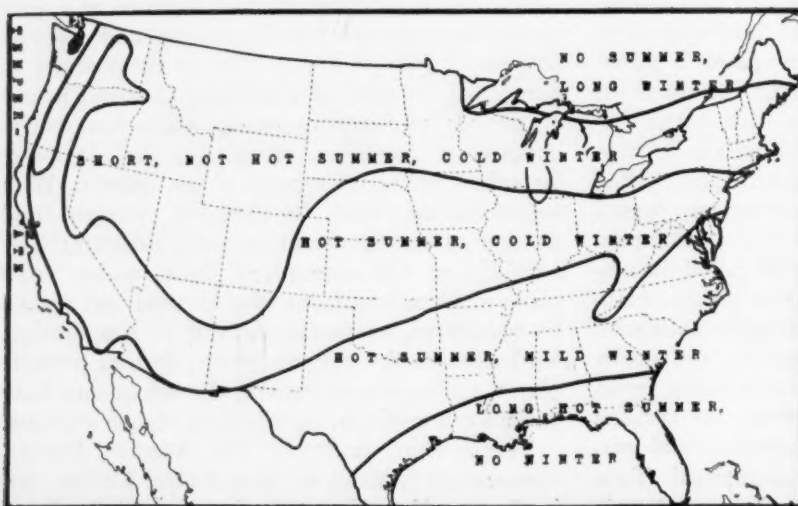 NO SUMMER,
LONG WINTER
SHORT, NOT HOT SUMMER, COLD WINTER
HOT SUMMER, COLD WINTER
HOT SUMMER, MILD WINTER
LONG, HOT SUMMER,
NO WINTER